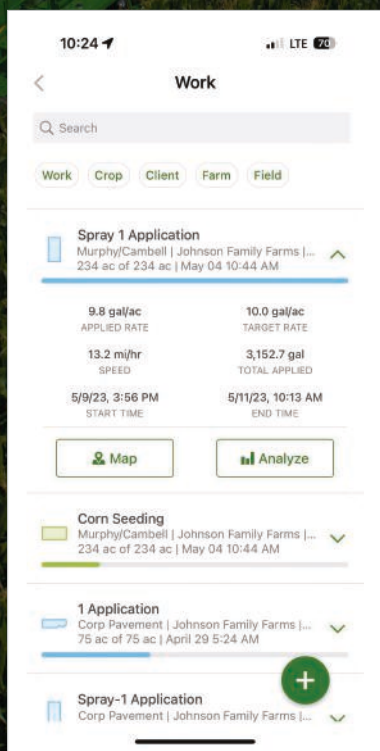 10:24 LTE 70
Work
Search
Work Crop Client Farm Field
Spray 1 Application
Murphy/Cambell | Johnson Family Farms |...
234 ac of 234 ac | May 04 10:44 AM
9.8 gal/ac 10.0 gal/ac
APPLIED RATE TARGET RATE
13.2 mi/hr 3,152.7 gal
SPEED TOTAL APPLIED
5/9/23, 3:56 PM 5/11/23, 10:13 AM
START TIME END TIME
Map Analyze
Corn Seeding
Murphy/Cambell | Johnson Family Farms |...
234 ac of 234 ac | May 04 10:44 AM
1 Application
Corp Pavement | Johnson Family Farms |...
75 ac of 75 ac | April 29 5:24 AM
+
Spray-1 Application
Corp Pavement | Johnson Family Farms |...